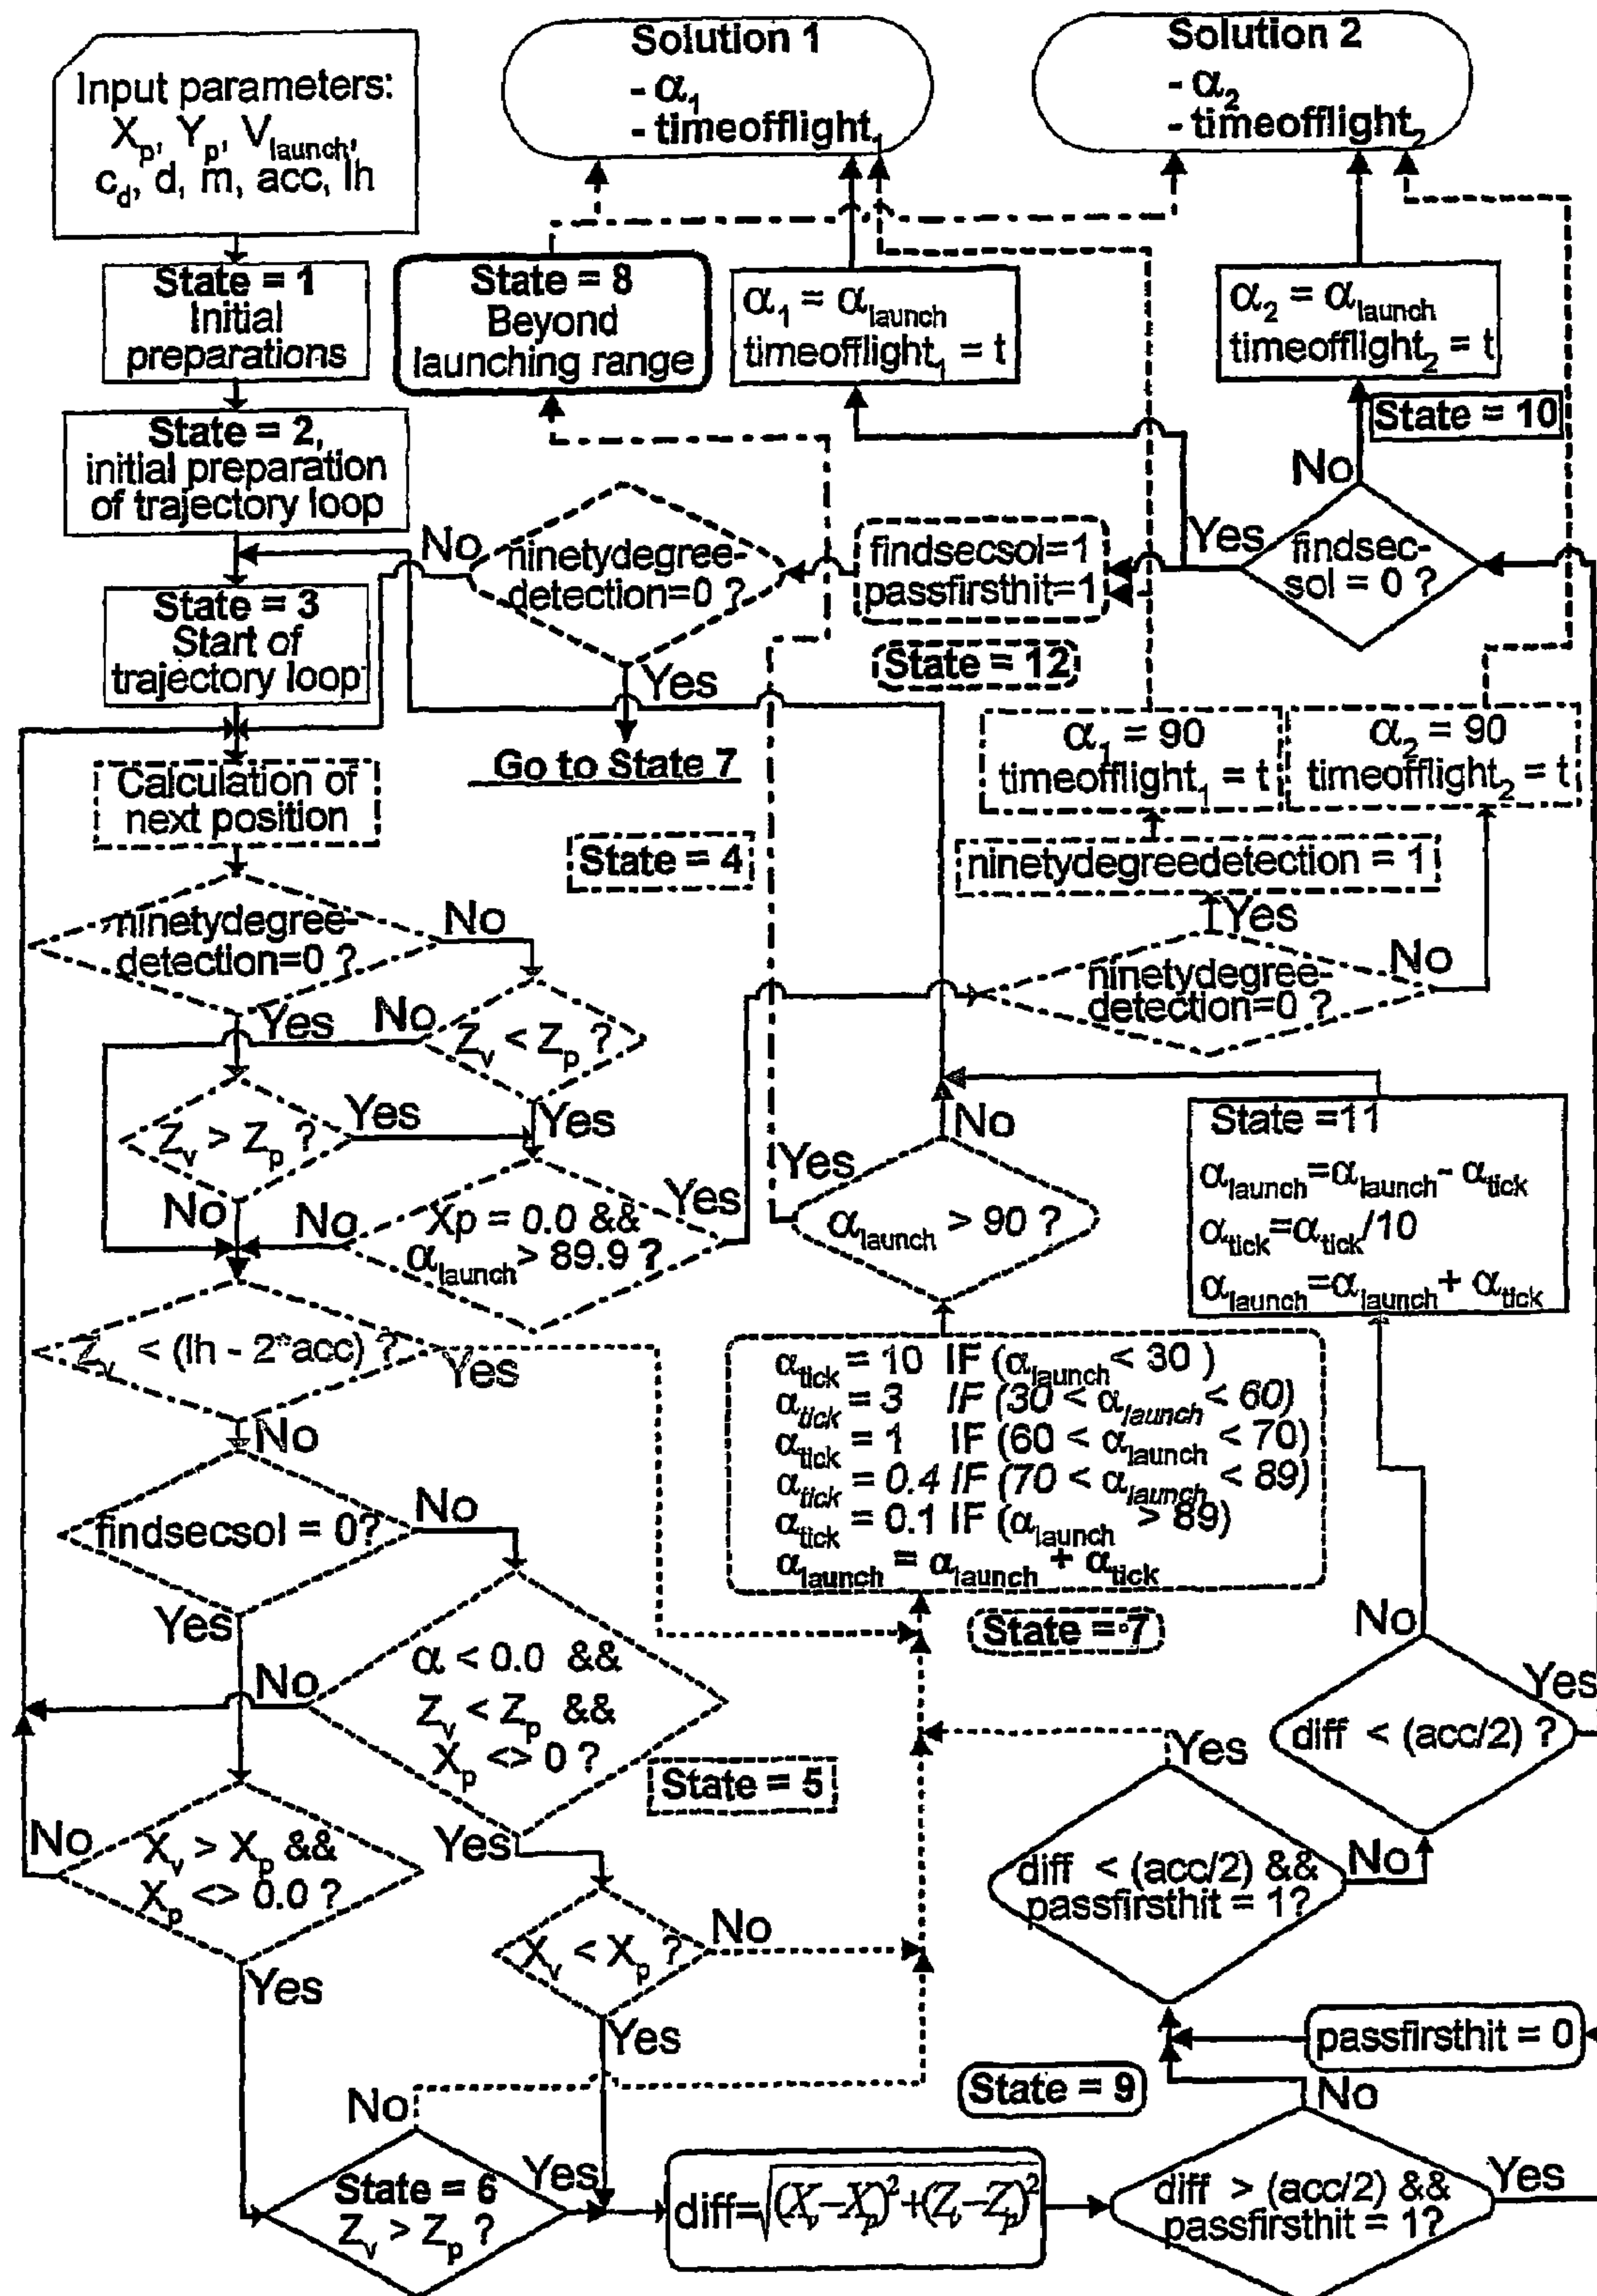 Input parameters:
Xp, Yp, Vlaunch,
cd, d, m, acc, lh
Solution 1
- α1
- timeofflight1
Solution 2
- α2
- timeofflight2
State = 1
Initial
preparations
State = 8
Beyond
launching range
α1 = αlaunch
timeofflight1 = t
α2 = αlaunch
timeofflight2 = t
State = 10
State = 2,
initial preparation
of trajectory loop
No
ninetydegree-
detection=0 ?
Yes
Go to State 7
findsecsol=1
passfirsthit=1
State = 12
Yes
No
findsec-
sol = 0 ?
State = 3
Start of
trajectory loop
α1 = 90
timeofflight1 = t
α2 = 90
timeofflight2 = t
Calculation of
next position
State = 4
ninetydegreedetection = 1
Yes
No
ninetydegree-
detection=0 ?
ninetydegree-
detection=0 ?
No
Yes
No
Zv < Zp ?
Yes
Zv > Zp ?
Yes
No
No
Xp = 0.0 &&
αlaunch > 89.9 ?
Yes
Yes
No
αlaunch > 90 ?
State =11
αlaunch=αlaunch- αtick
αtick=αtick/10
αlaunch=αlaunch+ αtick
Zv < (lh - 2*acc) ?
Yes
No
αtick = 10 IF (αlaunch < 30 )
αtick = 3 IF (30 < αlaunch < 60)
αtick = 1 IF (60 < αlaunch < 70)
αtick = 0.4 IF (70 < αlaunch < 89)
αtick = 0.1 IF (αlaunch > 89)
αlaunch = αlaunch + αtick
State = 7
findsecsol = 0?
No
Yes
No
α < 0.0 &&
Zv < Zp &&
Xp <> 0 ?
State = 5
Yes
No
Xv > Xp &&
Xp <> 0.0 ?
Yes
Xv < Xp ?
No
Yes
No
Yes
diff < (acc/2) ?
Yes
diff < (acc/2) &&
passfirsthit = 1?
No
passfirsthit = 0
State = 9
No
No
State = 6
Zv > Zp ?
Yes
diff=√(Xv-Xp)²+(Zv-Zp)²
diff > (acc/2) &&
passfirsthit = 1?
Yes